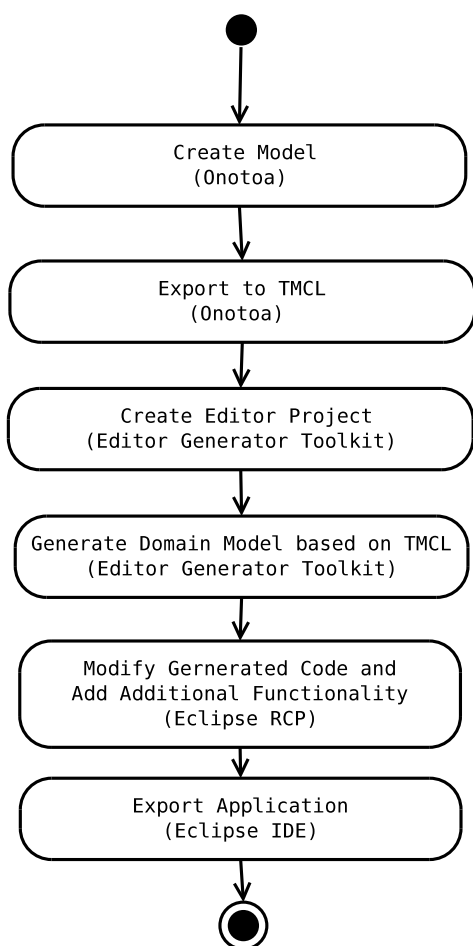 Create Model
(Onotoa)
Export to TMCL
(Onotoa)
Create Editor Project
(Editor Generator Toolkit)
Generate Domain Model based on TMCL
(Editor Generator Toolkit)
Modify Gernerated Code and
Add Additional Functionality
(Eclipse RCP)
Export Application
(Eclipse IDE)